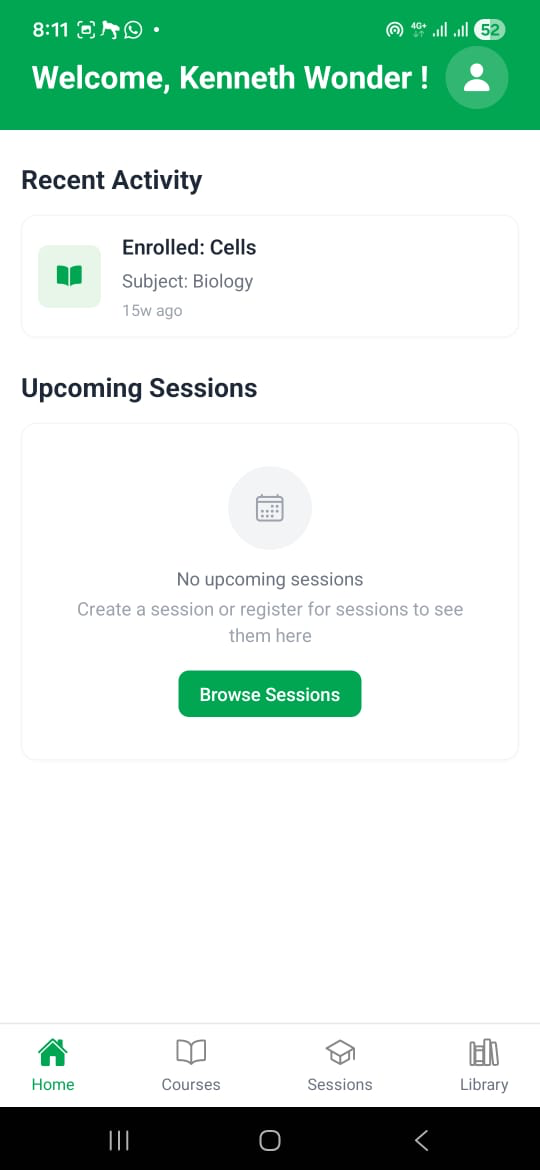 8:11
4G+
52
Welcome, Kenneth Wonder !
Recent Activity
Enrolled: Cells
Subject: Biology
15w ago
Upcoming Sessions
No upcoming sessions
Create a session or register for sessions to see
them here
Browse Sessions
Home
Courses
Sessions
Library